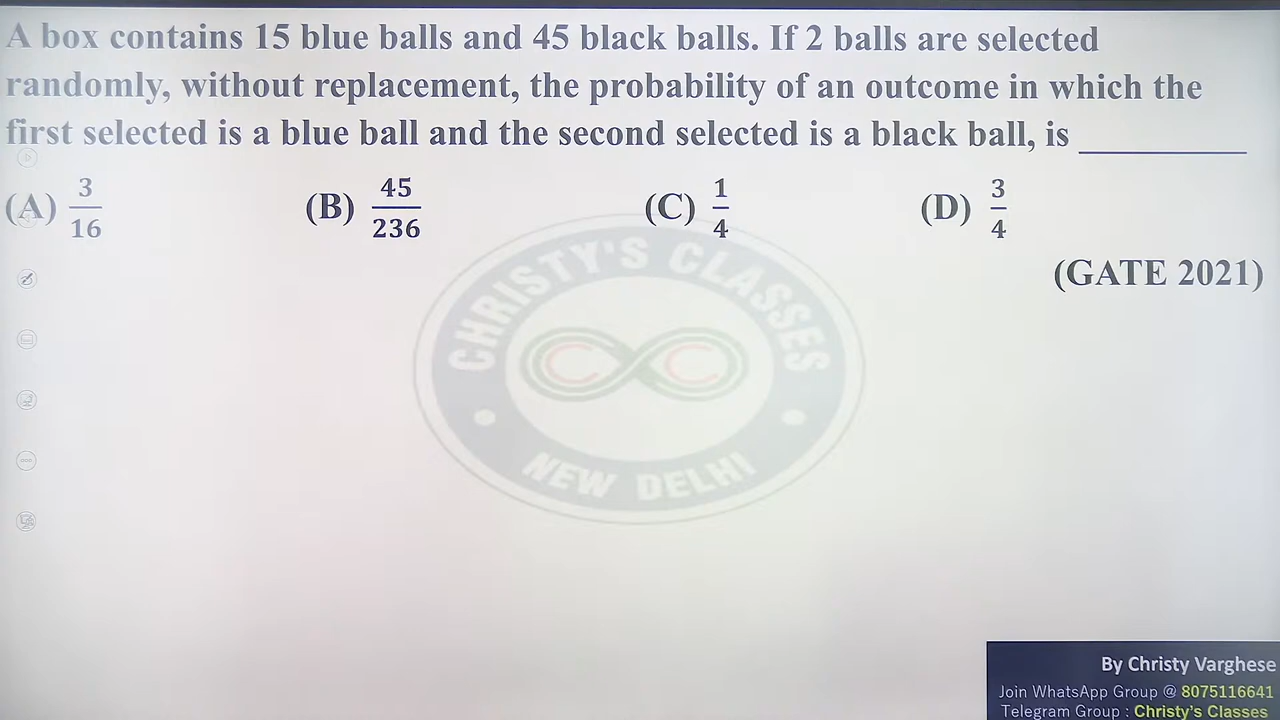 A box contains 15 blue balls and 45 black balls. If 2 balls are selected
randomly, without replacement, the probability of an outcome in which the
first selected is a blue ball and the second selected is a black ball, is __________
(A) 3/16 (B) 45/236 (C) 1/4 (D) 3/4
(GATE 2021)
CHRISTY'S CLASSES
NEW DELHI
By Christy Varghese
Join WhatsApp Group @ 8075116641
Telegram Group : Christy's Classes